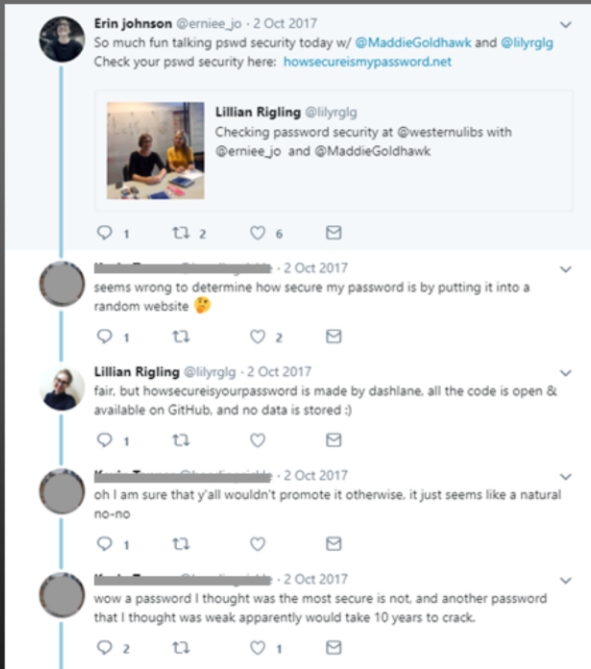 Erin johnson @erniee_jo · 2 Oct 2017
So much fun talking pswd security today w/ @MaddieGoldhawk and @lilyrglg
Check your pswd security here: howsecureismypassword.net
Lillian Rigling @lilyrglg
Checking password security at @westernulibs with
@erniee_jo and @MaddieGoldhawk
1 2 6
· 2 Oct 2017
seems wrong to determine how secure my password is by putting it into a
random website 🤔
1 2
Lillian Rigling @lilyrglg · 2 Oct 2017
fair, but howsecureisyourpassword is made by dashlane, all the code is open &
available on GitHub, and no data is stored :)
1
· 2 Oct 2017
oh I am sure that y'all wouldn't promote it otherwise, it just seems like a natural
no-no
1
· 2 Oct 2017
wow a password I thought was the most secure is not, and another password
that I thought was weak apparently would take 10 years to crack.
2 1